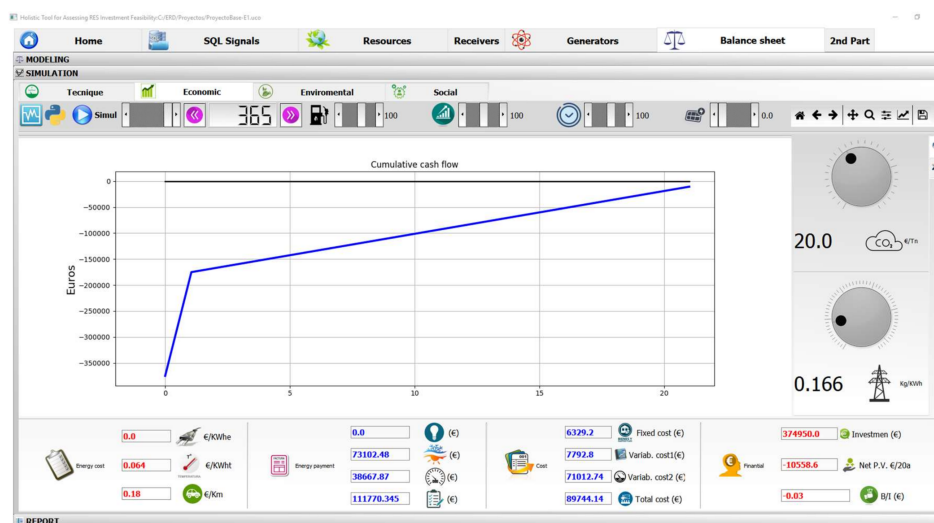 Holistic Tool for Assessing RES Investment Feasibility:C:/ERD/Proyectos/ProyectoBase-E1.uco
Home SQL Signals Resources Receivers Generators Balance sheet 2nd Part
MODELING
SIMULATION
Tecnique Economic Enviromental Social
Simul 365 100 100 100 0.0
Cumulative cash flow
0
−50000
−100000
−150000
−200000
−250000
−300000
−350000
Euros
0 5 10 15 20
20.0 CO₂ €/Tn
0.166 Kg/KWh
Energy cost
0.0 €/KWhe
0.064 €/KWht
0.18 €/Km
Energy payment
0.0 (€)
73102.48 (€)
38667.87 (€)
111770.345 (€)
Cost
6329.2 Fixed cost (€)
7792.8 Variab. cost1(€)
71012.74 Variab. cost2 (€)
89744.14 Total cost (€)
Finantial
374950.0 Investmen (€)
-10558.6 Net P.V. €/20a
-0.03 B/I (€)
REPORT